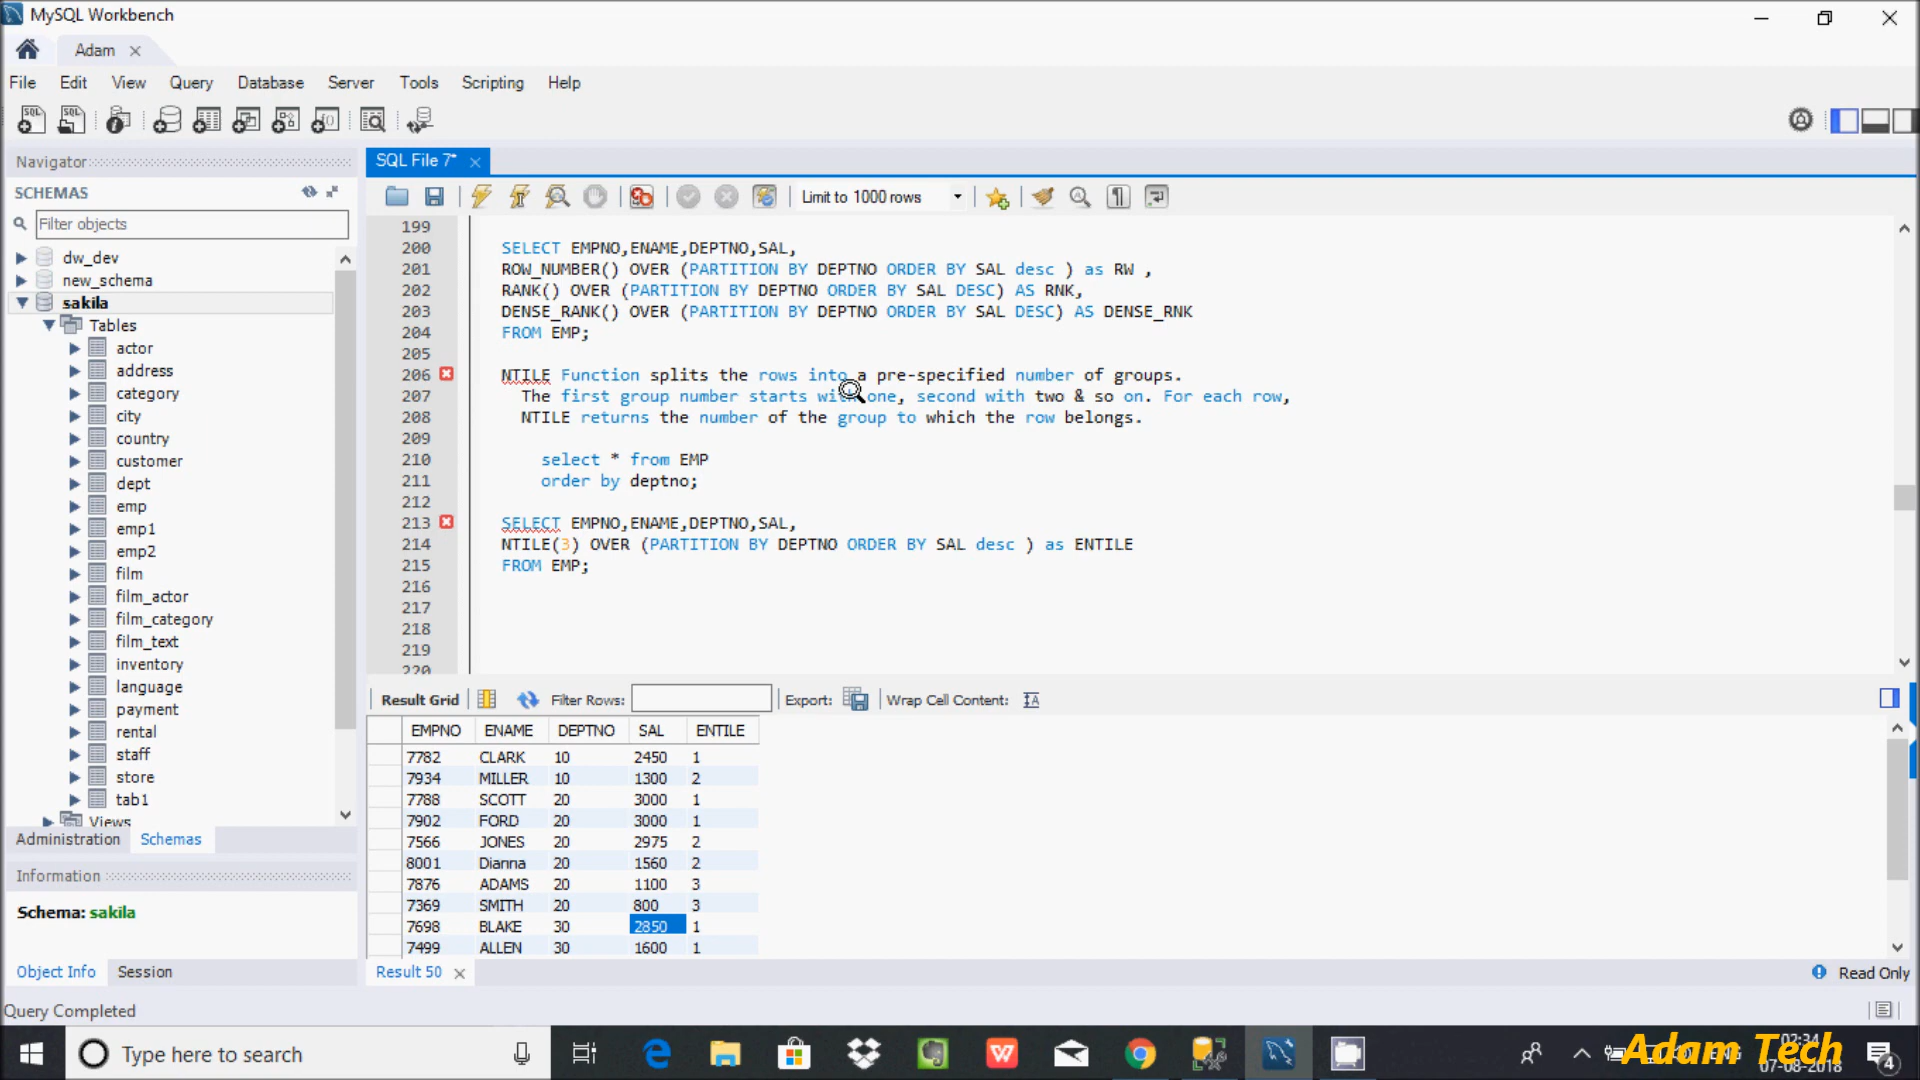 MySQL Workbench
Adam
File Edit View Query Database Server Tools Scripting Help
Navigator
SQL File 7*
SCHEMAS
Limit to 1000 rows
Filter objects
dw_dev
new_schema
sakila
Tables
actor
address
category
city
country
customer
dept
emp
emp1
emp2
film
film_actor
film_category
film_text
inventory
language
payment
rental
staff
store
tab1
Views
Administration Schemas
Information
Schema: sakila
Object Info Session
199
200 SELECT EMPNO,ENAME,DEPTNO,SAL,
201 ROW_NUMBER() OVER (PARTITION BY DEPTNO ORDER BY SAL desc ) as RW ,
202 RANK() OVER (PARTITION BY DEPTNO ORDER BY SAL DESC) AS RNK,
203 DENSE_RANK() OVER (PARTITION BY DEPTNO ORDER BY SAL DESC) AS DENSE_RNK
204 FROM EMP;
205
206 NTILE Function splits the rows into a pre-specified number of groups.
207 The first group number starts with one, second with two & so on. For each row,
208 NTILE returns the number of the group to which the row belongs.
209
210 select * from EMP
211 order by deptno;
212
213 SELECT EMPNO,ENAME,DEPTNO,SAL,
214 NTILE(3) OVER (PARTITION BY DEPTNO ORDER BY SAL desc ) as ENTILE
215 FROM EMP;
216
217
218
219
220
Result Grid Filter Rows: Export: Wrap Cell Content:
EMPNO ENAME DEPTNO SAL ENTILE
7782 CLARK 10 2450 1
7934 MILLER 10 1300 2
7788 SCOTT 20 3000 1
7902 FORD 20 3000 1
7566 JONES 20 2975 2
8001 Dianna 20 1560 2
7876 ADAMS 20 1100 3
7369 SMITH 20 800 3
7698 BLAKE 30 2850 1
7499 ALLEN 30 1600 1
Result 50
Read Only
Query Completed
Type here to search
02:34
07-08-2018
Adam Tech
4